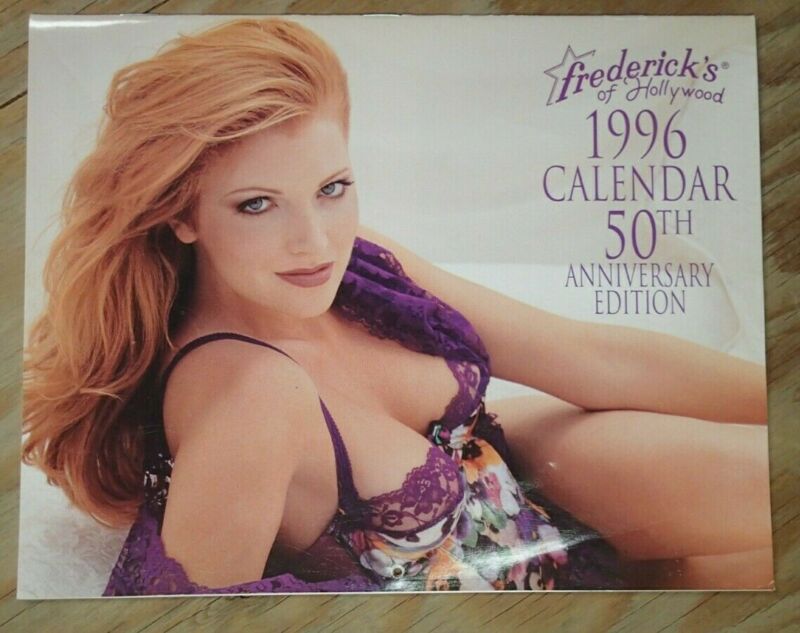 frederick's®
of Hollywood
1996
CALENDAR
50TH
ANNIVERSARY
EDITION